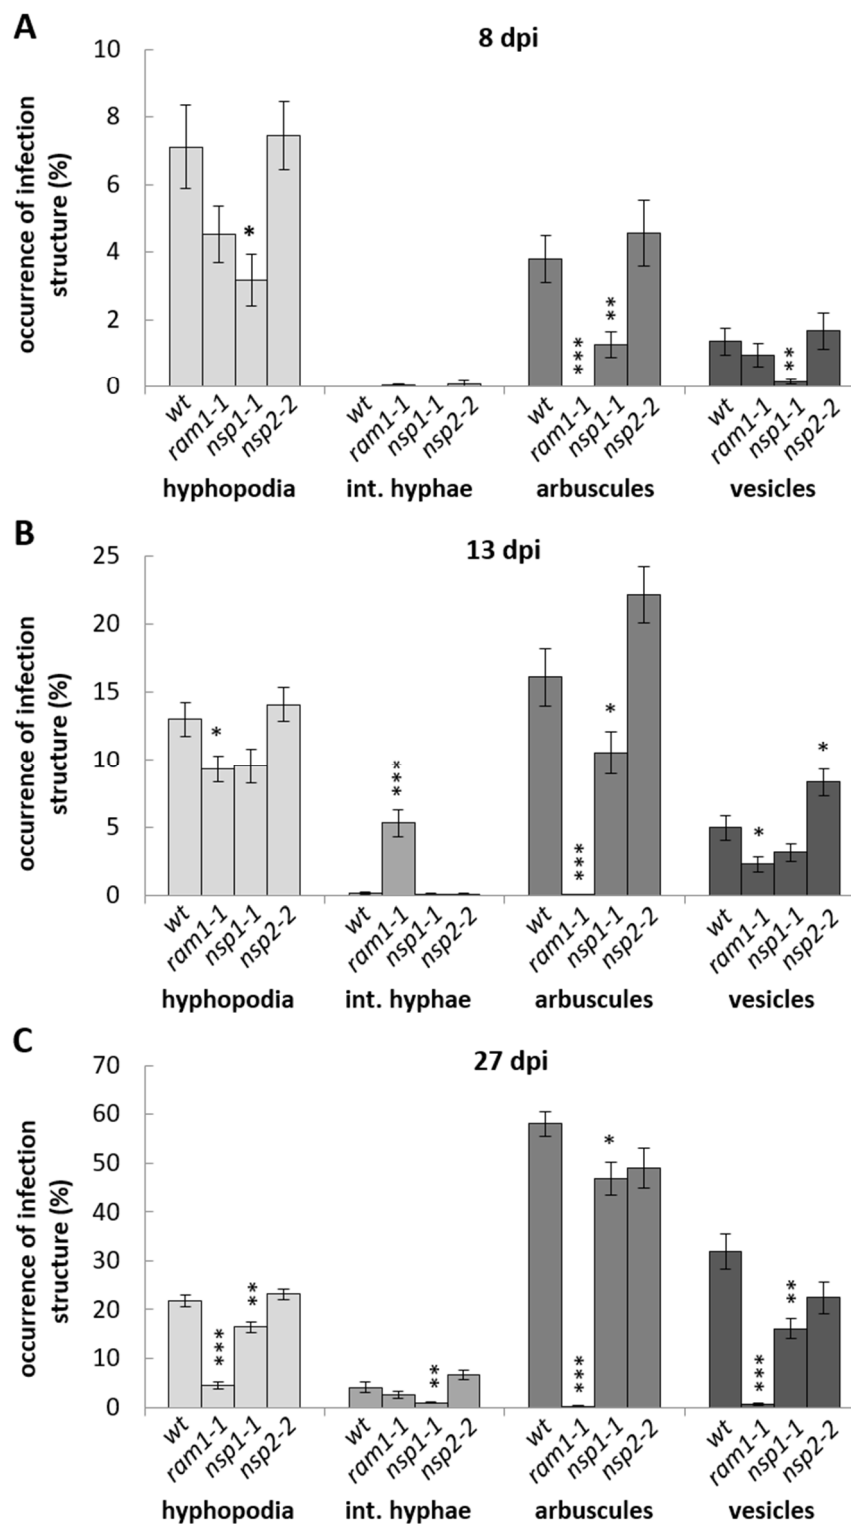 A
8 dpi
occurrence of infection
structure (%)
10
8
6
4
2
0
*
***
**
**
wt ram1-1 nsp1-1 nsp2-2 wt ram1-1 nsp1-1 nsp2-2 wt ram1-1 nsp1-1 nsp2-2 wt ram1-1 nsp1-1 nsp2-2
hyphopodia int. hyphae arbuscules vesicles
B
13 dpi
occurrence of infection
structure (%)
25
20
15
10
5
0
*
***
***
*
*
*
wt ram1-1 nsp1-1 nsp2-2 wt ram1-1 nsp1-1 nsp2-2 wt ram1-1 nsp1-1 nsp2-2 wt ram1-1 nsp1-1 nsp2-2
hyphopodia int. hyphae arbuscules vesicles
C
27 dpi
occurrence of infection
structure (%)
70
60
50
40
30
20
10
0
***
**
**
***
*
***
**
wt ram1-1 nsp1-1 nsp2-2 wt ram1-1 nsp1-1 nsp2-2 wt ram1-1 nsp1-1 nsp2-2 wt ram1-1 nsp1-1 nsp2-2
hyphopodia int. hyphae arbuscules vesicles